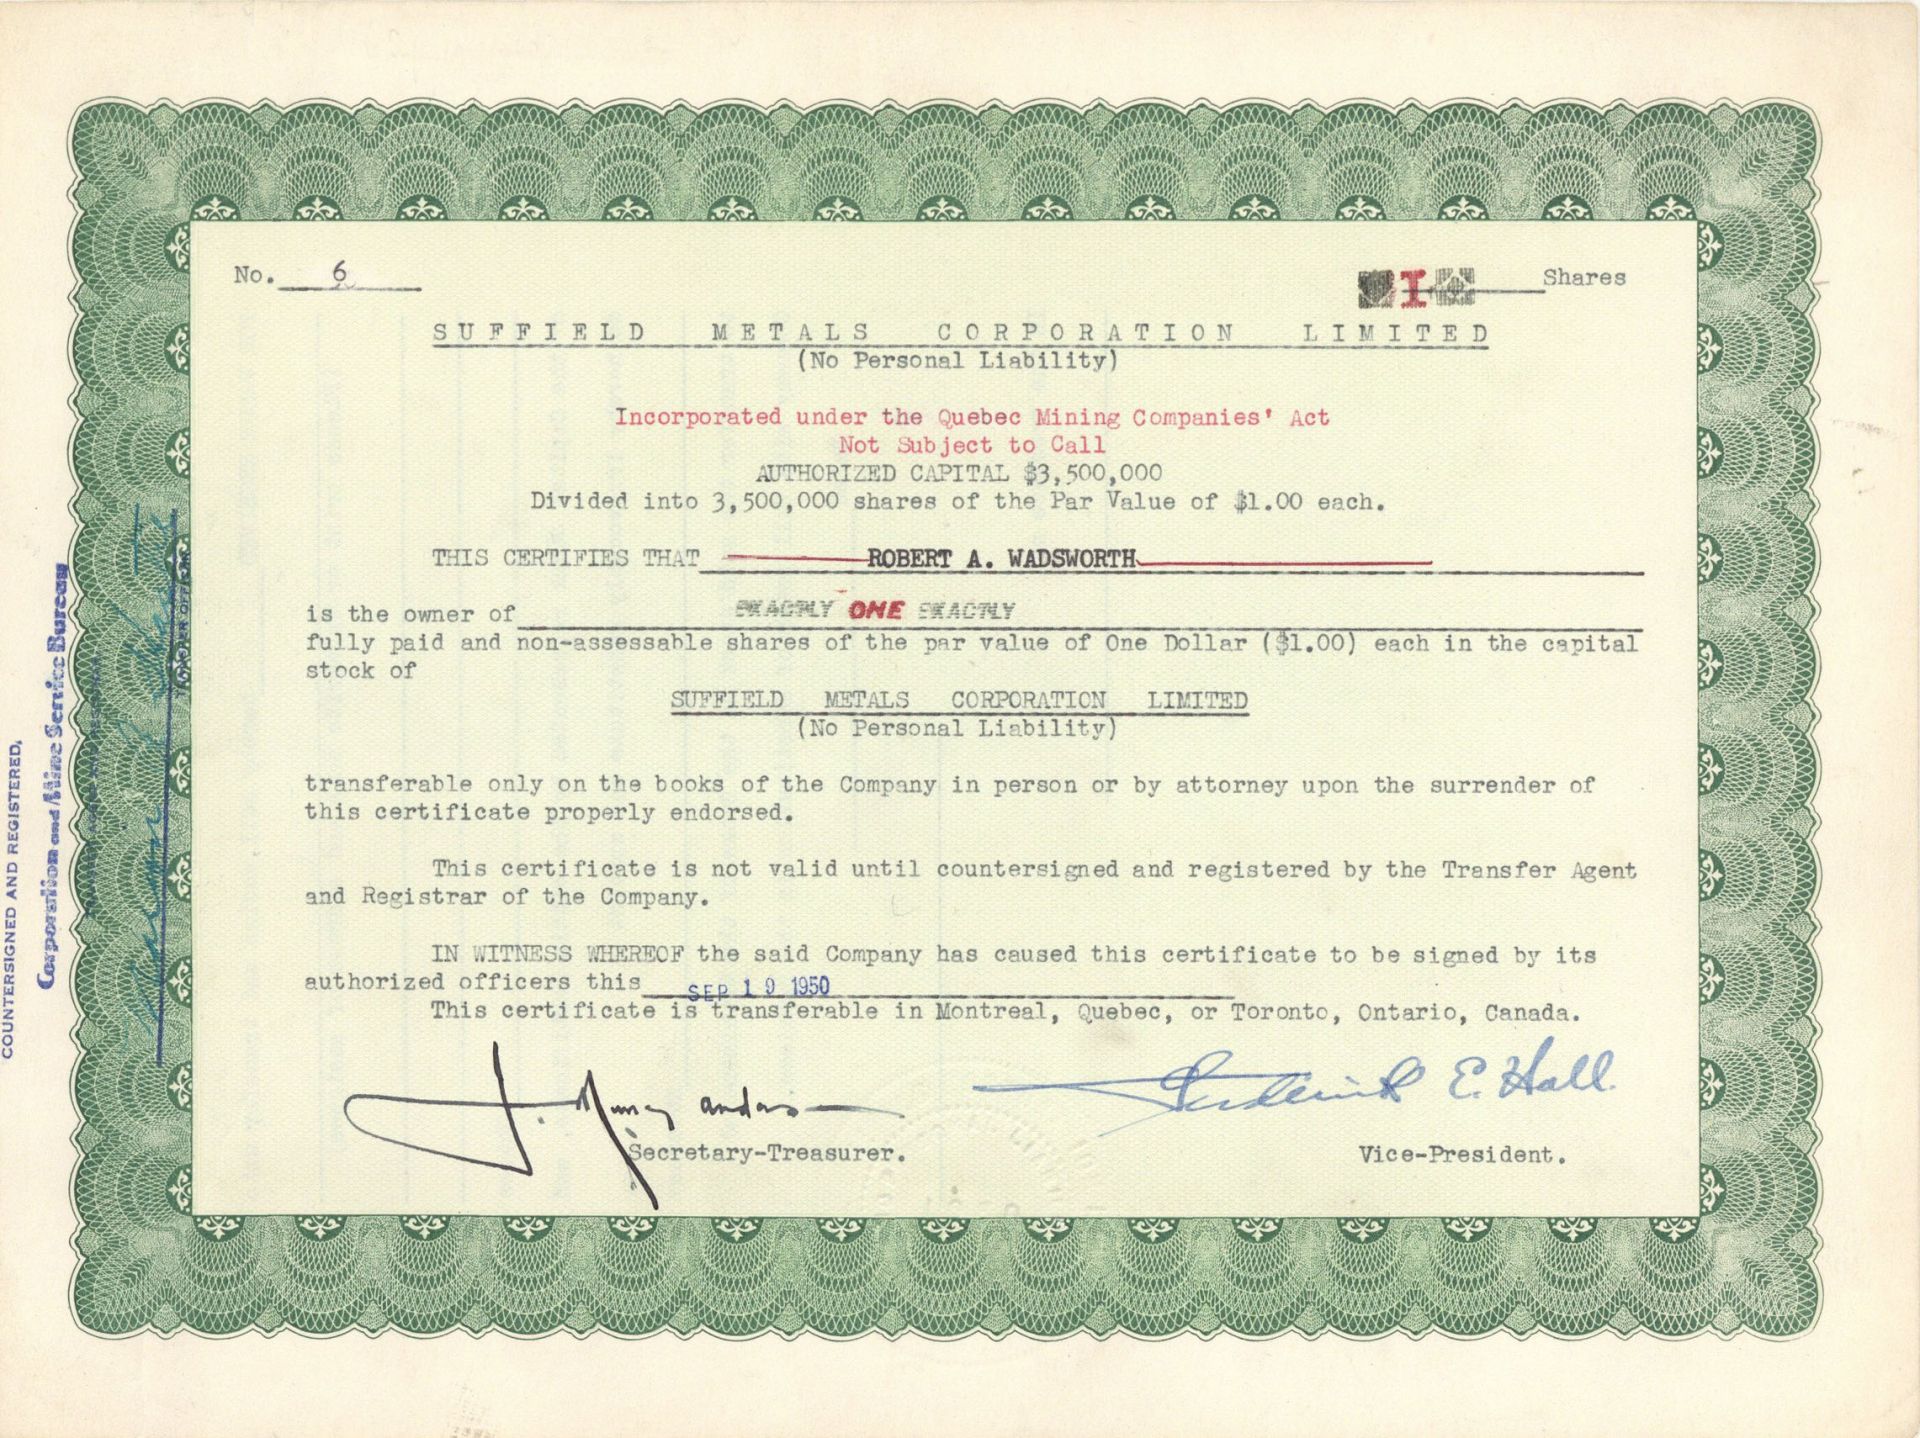 No. 6
1 Shares
SUFFIELD METALS CORPORATION LIMITED
(No Personal Liability)
Incorporated under the Quebec Mining Companies' Act
Not Subject to Call
AUTHORIZED CAPITAL $3,500,000
Divided into 3,500,000 shares of the Par Value of $1.00 each.
THIS CERTIFIES THAT ROBERT A. WADSWORTH
is the owner of EXACTLY ONE EXACTLY
fully paid and non-assessable shares of the par value of One Dollar ($1.00) each in the capital
stock of
SUFFIELD METALS CORPORATION LIMITED
(No Personal Liability)
transferable only on the books of the Company in person or by attorney upon the surrender of
this certificate properly endorsed.
This certificate is not valid until countersigned and registered by the Transfer Agent
and Registrar of the Company.
IN WITNESS WHEREOF the said Company has caused this certificate to be signed by its
authorized officers this SEP 19 1950
This certificate is transferable in Montreal, Quebec, or Toronto, Ontario, Canada.
J. Murray Anderson
Frederick E. Hall
Secretary-Treasurer.
Vice-President.
COUNTERSIGNED AND REGISTERED,
Corporation and Mine Service Bureau